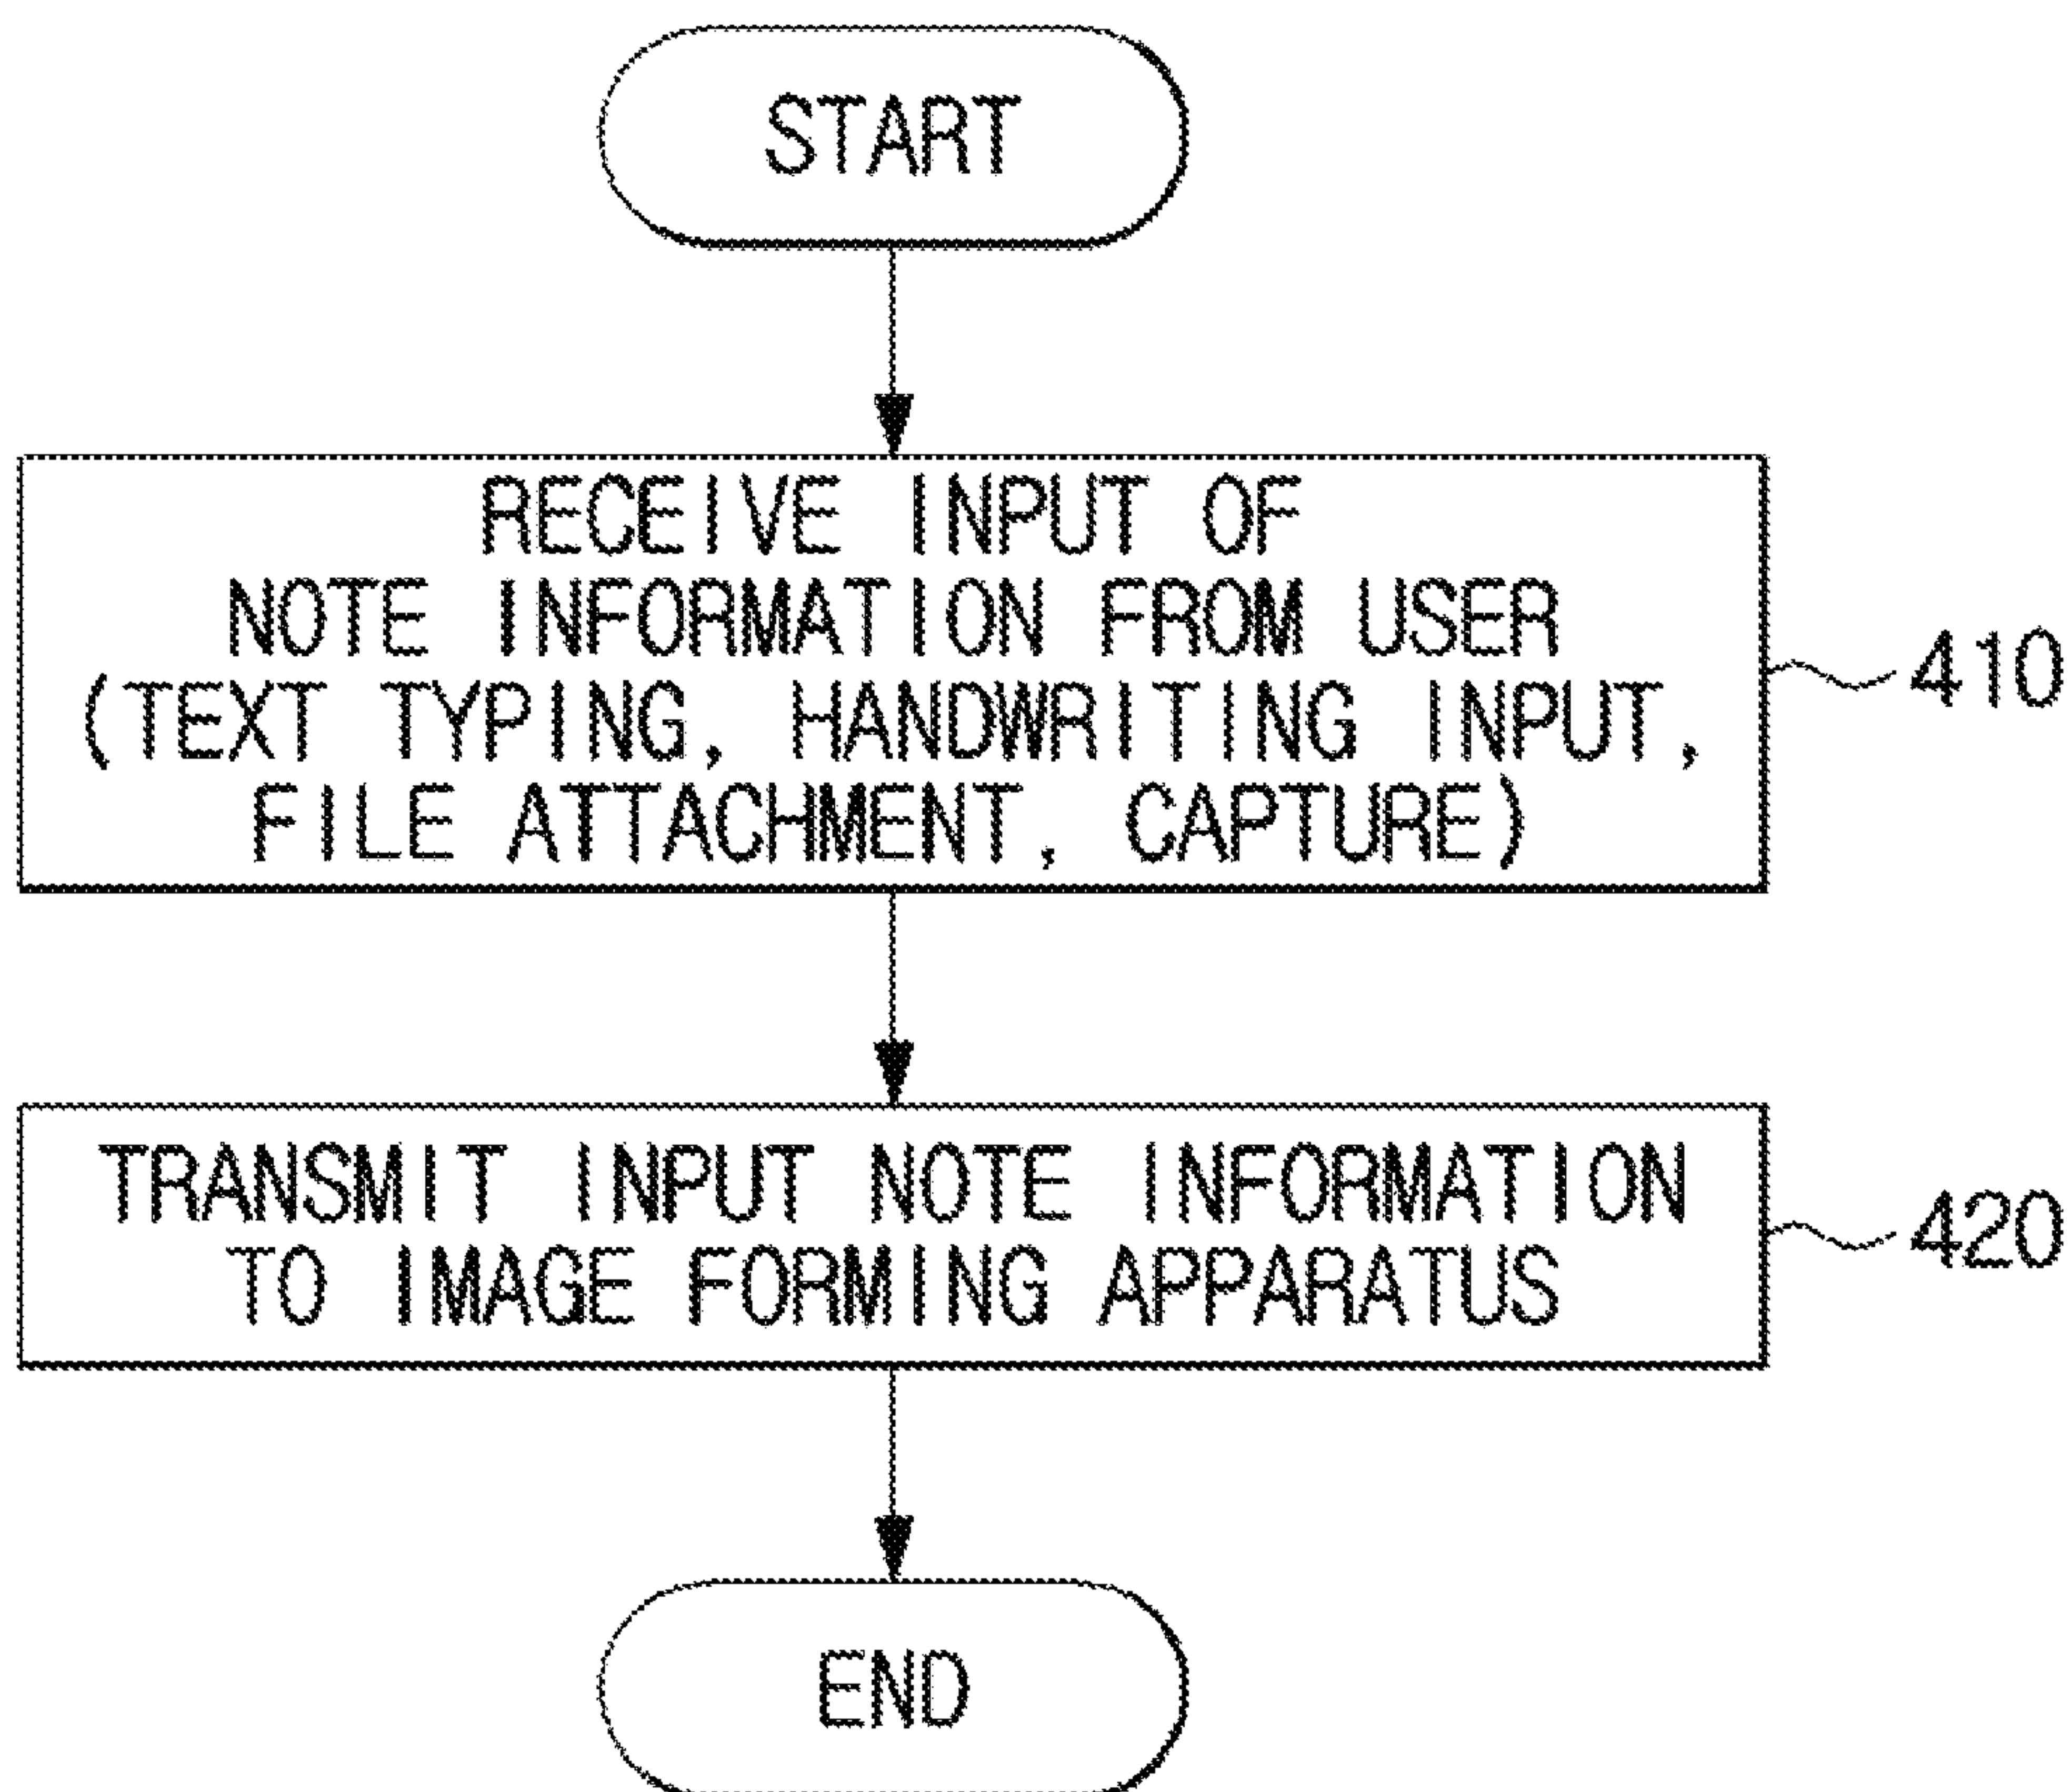 START
RECEIVE INPUT OF
NOTE INFORMATION FROM USER
(TEXT TYPING, HANDWRITING INPUT,
FILE ATTACHMENT, CAPTURE)
410
TRANSMIT INPUT NOTE INFORMATION
TO IMAGE FORMING APPARATUS
420
END